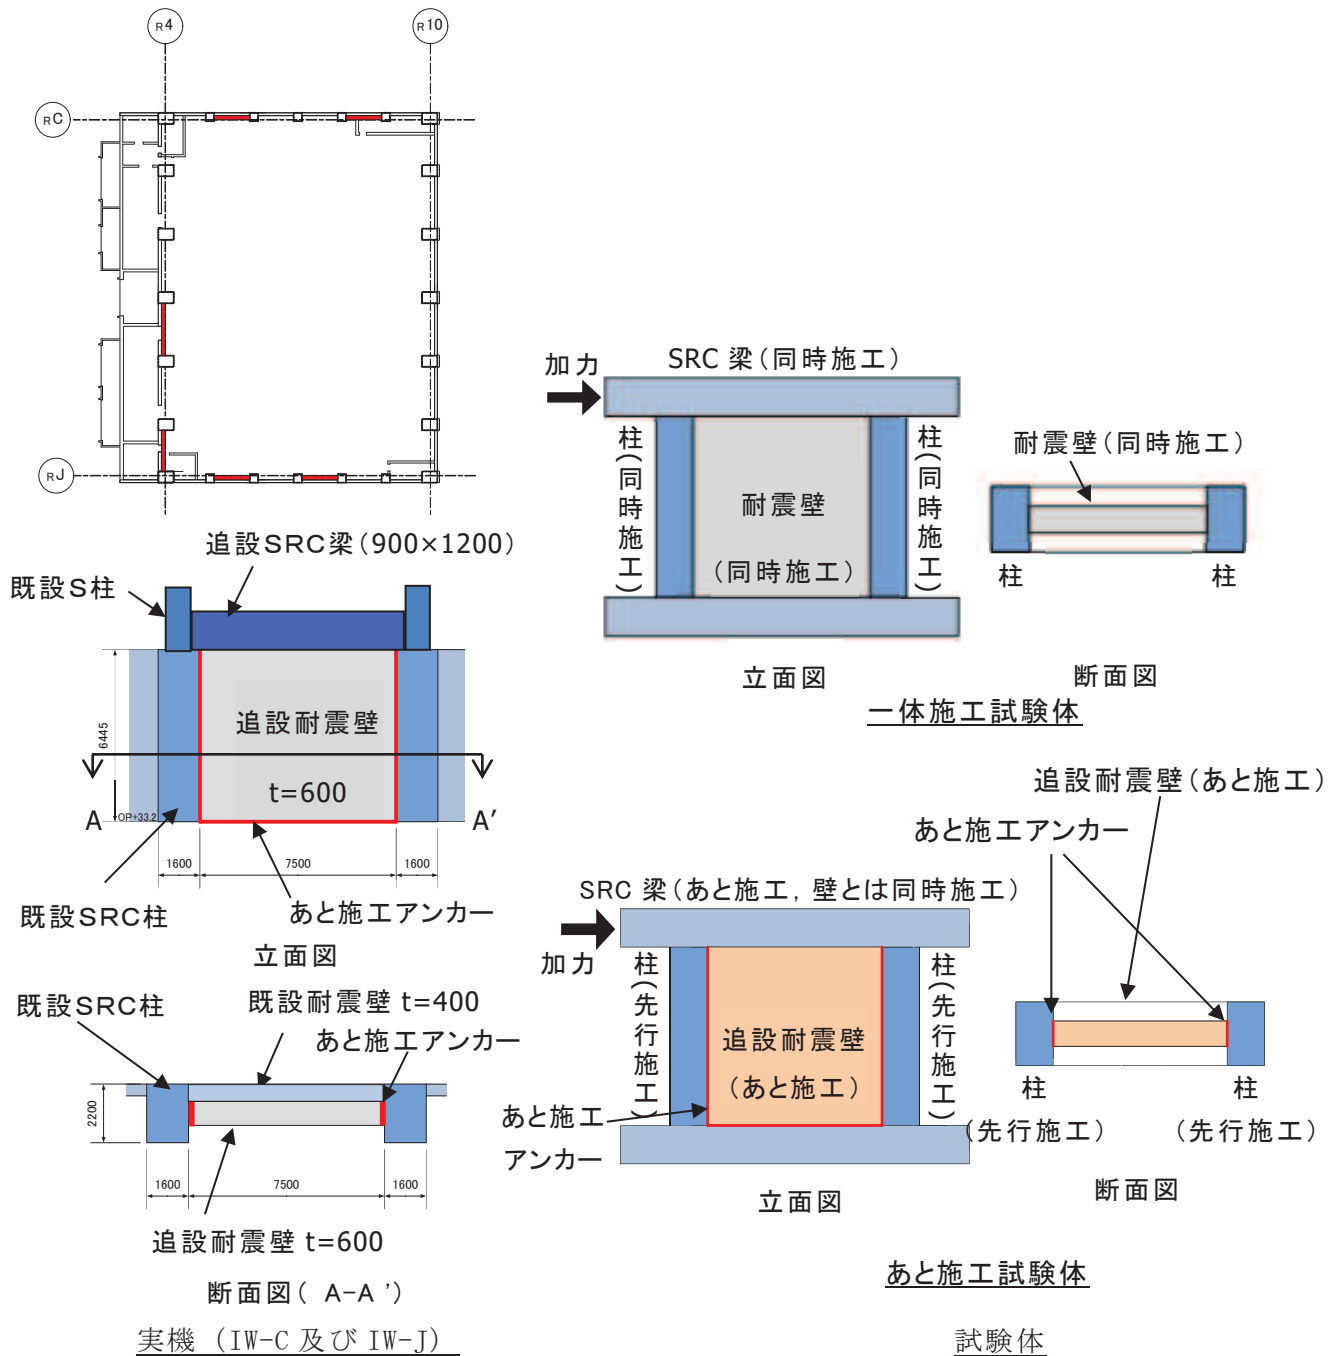 R4
R10
RC
RJ
追設SRC梁(900×1200)
既設S柱
6445
追設耐震壁
t=600
A
OP+33.2
A'
1600
7500
1600
既設SRC柱
あと施工アンカー
立面図
既設SRC柱
既設耐震壁 t=400
あと施工アンカー
2200
1600
7500
1600
追設耐震壁 t=600
断面図( A-A ')
実機 (IW-C 及び IW-J)
加力
SRC 梁(同時施工)
柱(同時施工)
耐震壁
(同時施工)
柱(同時施工)
耐震壁(同時施工)
柱
柱
立面図
断面図
一体施工試験体
追設耐震壁(あと施工)
あと施工アンカー
SRC 梁(あと施工, 壁とは同時施工)
加力
柱(先行施工)
追設耐震壁
(あと施工)
柱(先行施工)
あと施工
アンカー
柱
(先行施工)
柱
(先行施工)
立面図
断面図
あと施工試験体
試験体